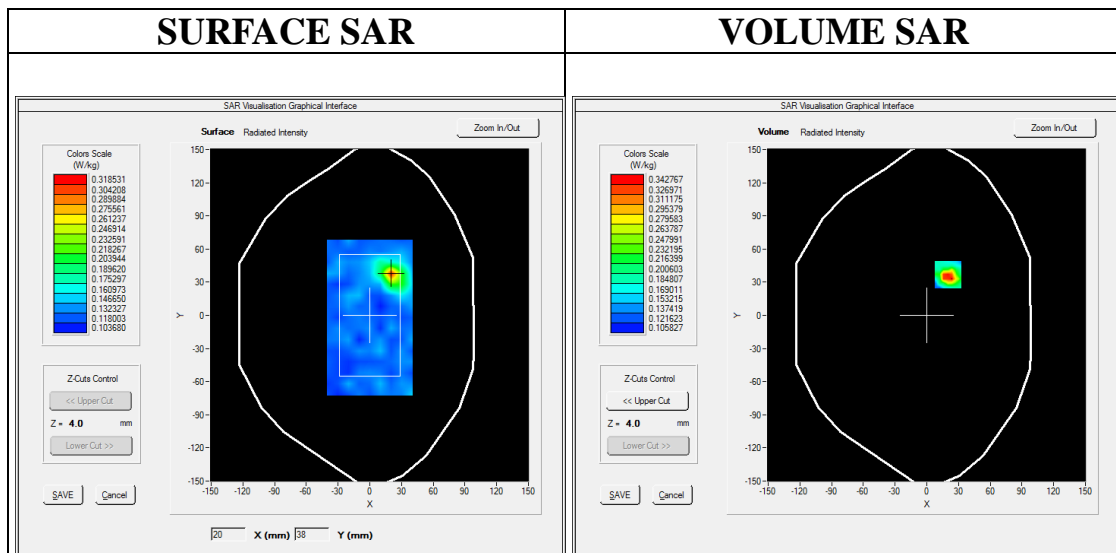 SURFACE SAR
VOLUME SAR
SAR Visualisation Graphical Interface
Surface Radiated Intensity
Zoom In/Out
Colors Scale
(W/kg)
0.318531
0.304208
0.289884
0.275561
0.261237
0.246914
0.232591
0.218267
0.203944
0.189620
0.175297
0.160973
0.146650
0.132327
0.118003
0.103680
150
120
90
60
30
0
-30
-60
-90
-120
-150
Y
-150 -120 -90 -60 -30 0 30 60 90 120 150
X
Z-Cuts Control
<< Upper Cut
Z = 4.0 mm
Lower Cut >>
SAVE Cancel
20 X (mm) 38 Y (mm)
SAR Visualisation Graphical Interface
Volume Radiated Intensity
Zoom In/Out
Colors Scale
(W/kg)
0.342767
0.326971
0.311175
0.295379
0.279583
0.263787
0.247991
0.232195
0.216399
0.200603
0.184807
0.169011
0.153215
0.137419
0.121623
0.105827
150
120
90
60
30
0
-30
-60
-90
-120
-150
Y
-150 -120 -90 -60 -30 0 30 60 90 120 150
X
Z-Cuts Control
<< Upper Cut
Z = 4.0 mm
Lower Cut >>
SAVE Cancel